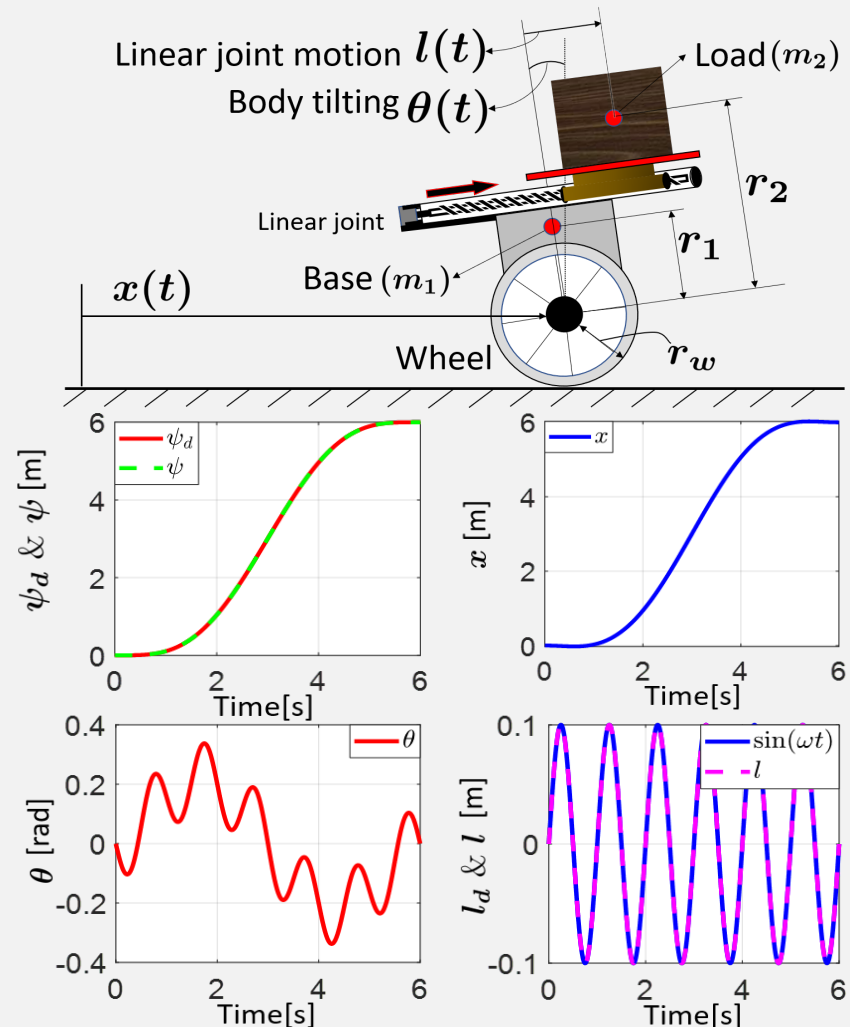 Linear joint motion l(t)
Load (m₂)
Body tilting θ(t)
r₂
Linear joint
r₁
Base (m₁)
x(t)
Wheel
r_w
ψ_d & ψ [m]
6
4
2
0
ψ_d
ψ
0 2 4 6
Time[s]
x [m]
6
4
2
0
x
0 2 4 6
Time[s]
θ [rad]
0.4
0.2
0
-0.2
-0.4
θ
0 2 4 6
Time[s]
l_d & l [m]
0.1
0
-0.1
sin(ωt)
l
0 2 4 6
Time[s]